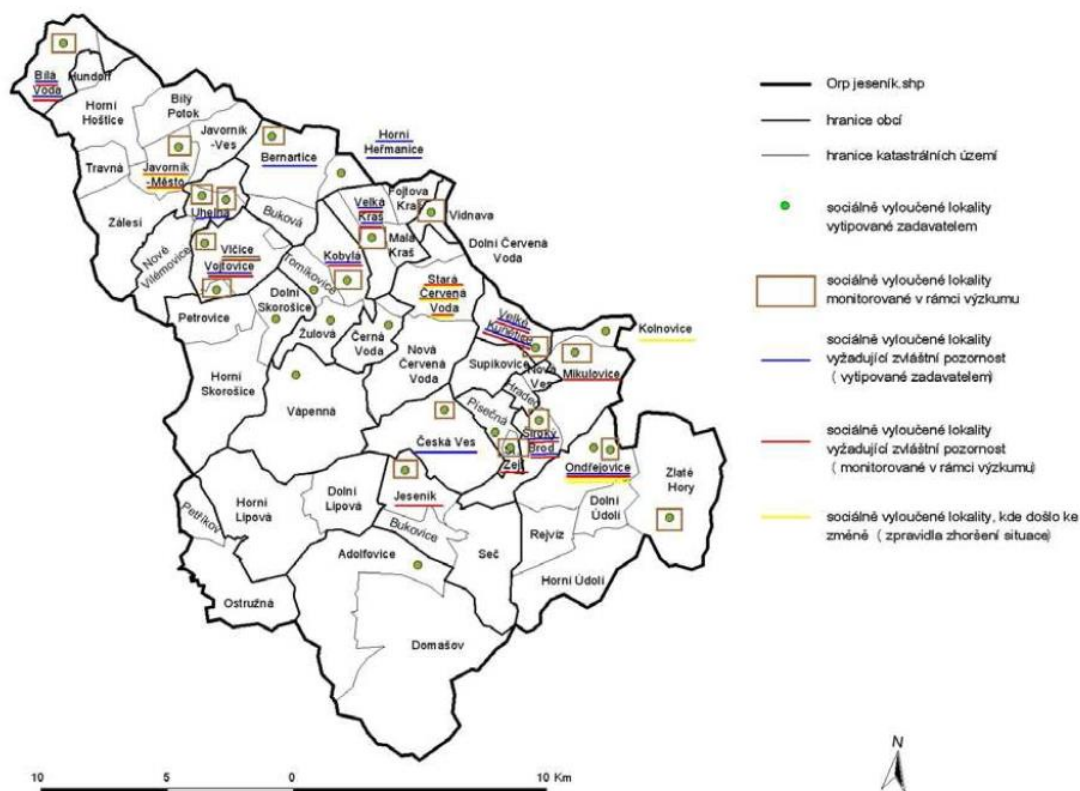 Bílá
Voda
Hundorf
Horní
Hoštice
Bílý
Potok
Javorník
-Ves
Travná
Javorník
-Město
Bernartice
Horní
Heřmanice
Zálesí
Uhelná
Buková
Velká
Kraš
Fojtova
Kraš
Vidnava
Malá
Kraš
Dolní Červená
Voda
Nové
Vilémovice
Vlčice
Vojtovice
Tomíkovice
Kobylá
Stará
Červená
Voda
Petrovice
Dolní
Skorošice
Žulová
Černá
Voda
Velké
Kunětice
Kolnovice
Nová
Červená
Voda
Supíkovice
Nová
Ves
Mikulovice
Horní
Skorošice
Vápenná
Hradec
Písečná
Česká Ves
Široký
Brod
Zejf
Ondřejovice
Zlaté
Hory
Jeseník
Horní
Lipová
Dolní
Lipová
Petříkov
Bukovice
Adolfovice
Seč
Rejvíz
Dolní
Údolí
Horní Údolí
Ostružná
Domašov
Orp jeseník.shp
hranice obcí
hranice katastrálních území
sociálně vyloučené lokality
vytipované zadavatelem
sociálně vyloučené lokality
monitorované v rámci výzkumu
sociálně vyloučené lokality
vyžadující zvláštní pozornost
( vytipované zadavatelem)
sociálně vyloučené lokality
vyžadující zvláštní pozornost
( monitorované v rámci výzkumu)
sociálně vyloučené lokality, kde došlo ke
změně ( zpravidla zhoršení situace)
10 5 0 10 Km
N